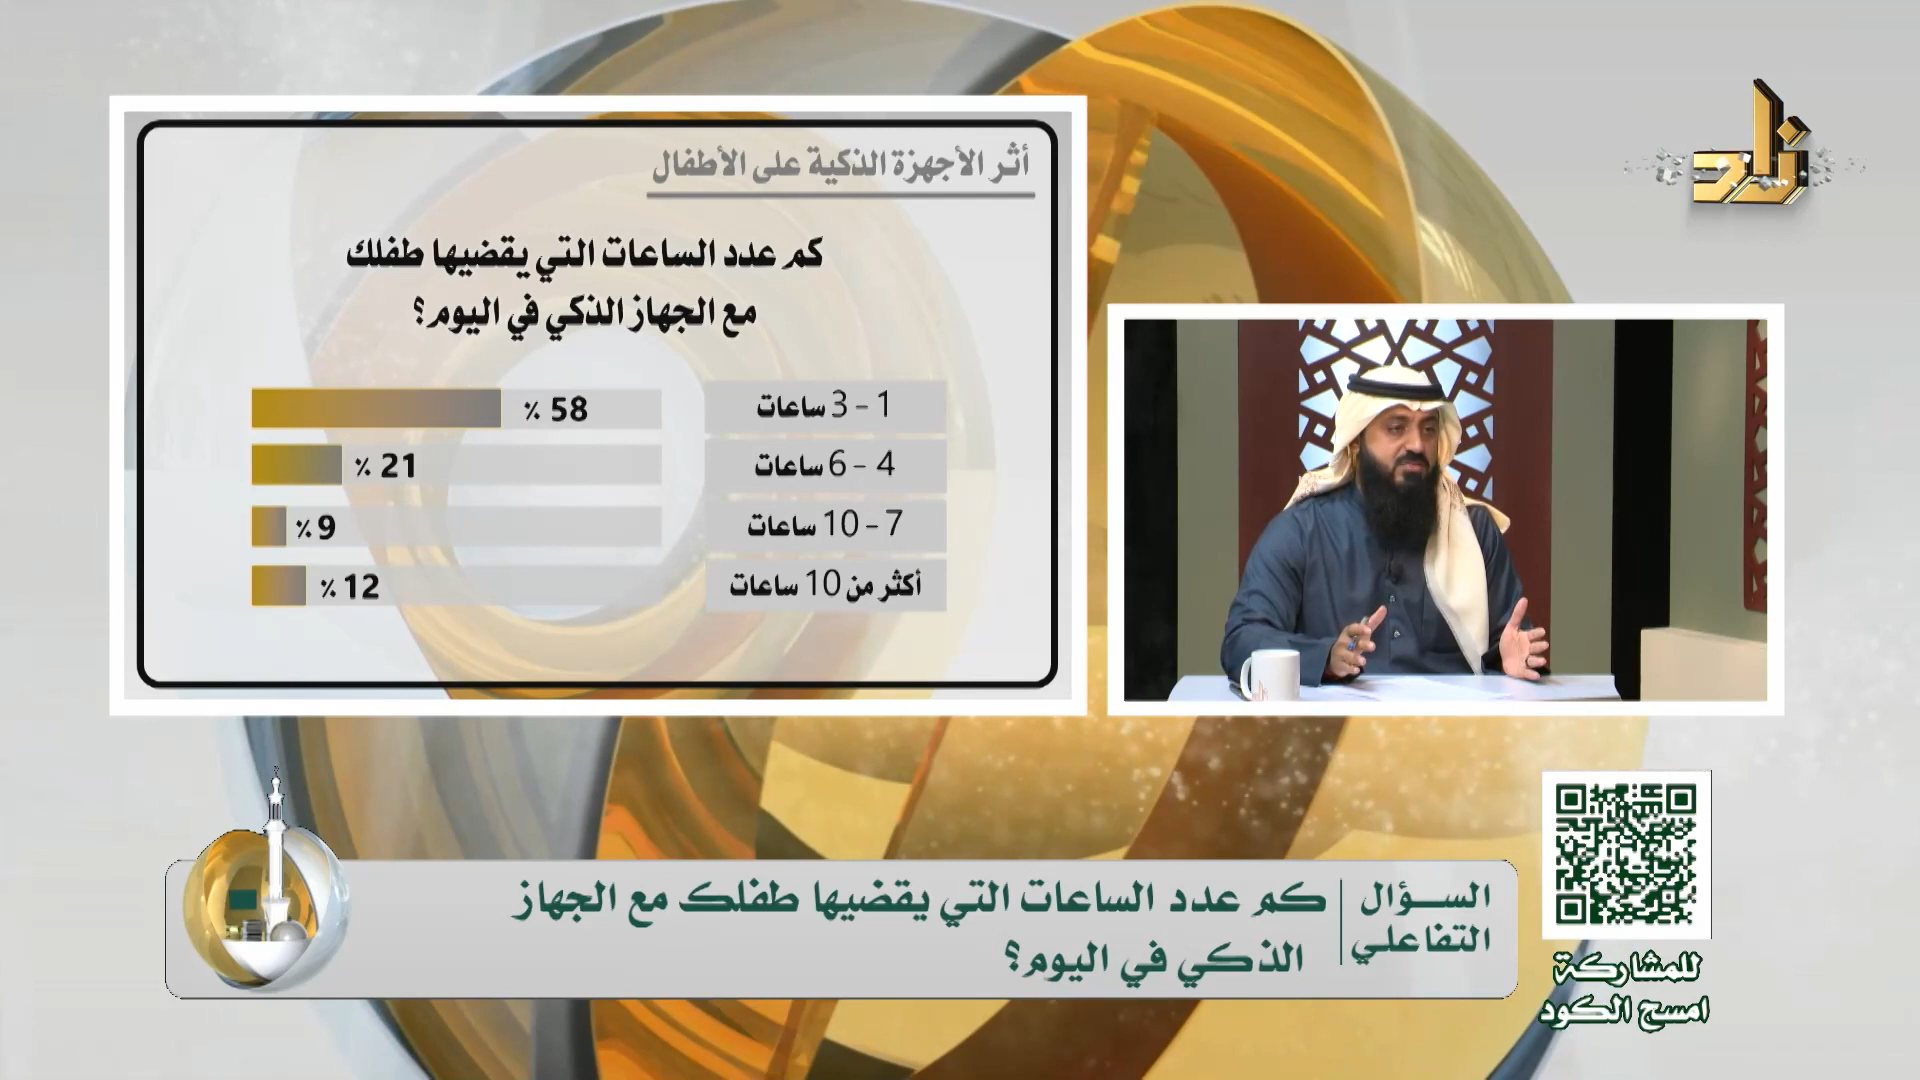 زاد
أثر الأجهزة الذكية على الأطفال
كم عدد الساعات التي يقضيها طفلك
مع الجهاز الذكي في اليوم؟
1 - 3 ساعات
58 ٪
4 - 6 ساعات
21 ٪
7 - 10 ساعات
9 ٪
أكثر من 10 ساعات
12 ٪
السـؤال
التفاعلي
كم عدد الساعات التي يقضيها طفلك مع الجهاز
الذكي في اليوم؟
للمشاركة
امسح الكود